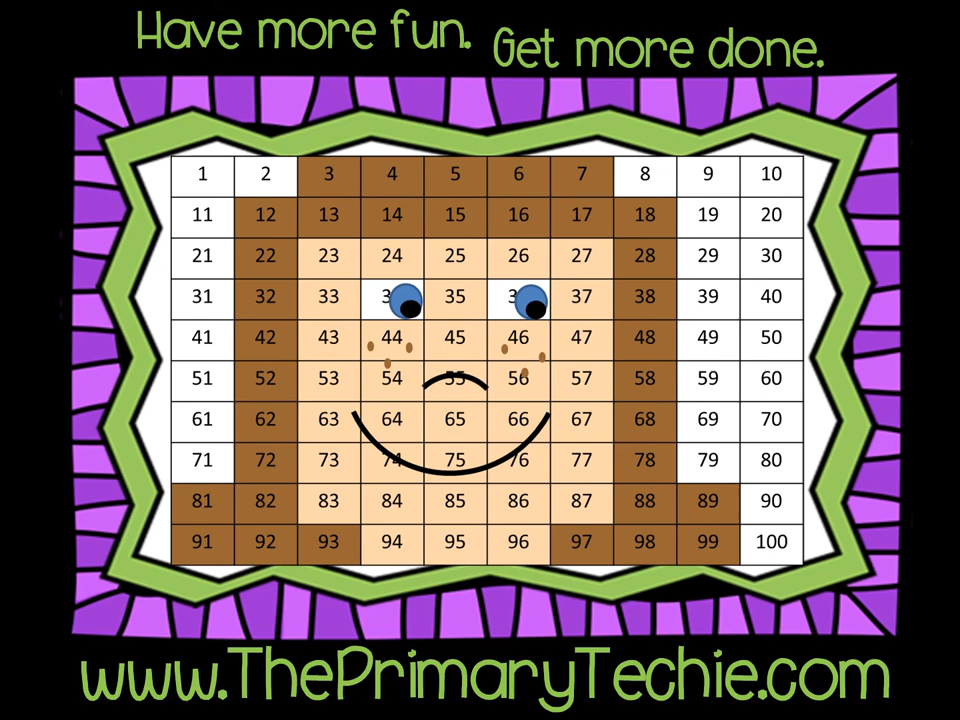 Have more fun. Get more done.
1 2 3 4 5 6 7 8 9 10
11 12 13 14 15 16 17 18 19 20
21 22 23 24 25 26 27 28 29 30
31 32 33 35 37 38 39 40
41 42 43 44 45 46 47 48 49 50
51 52 53 54 55 56 57 58 59 60
61 62 63 64 65 66 67 68 69 70
71 72 73 74 75 76 77 78 79 80
81 82 83 84 85 86 87 88 89 90
91 92 93 94 95 96 97 98 99 100
www.ThePrimaryTechie.com